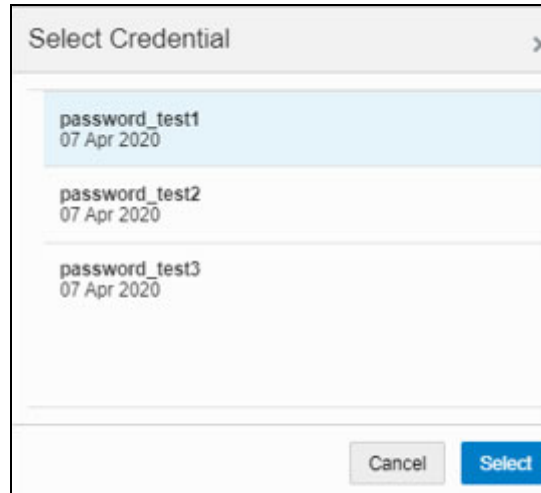 Select Credential
password_test1
07 Apr 2020
password_test2
07 Apr 2020
password_test3
07 Apr 2020
Cancel Select